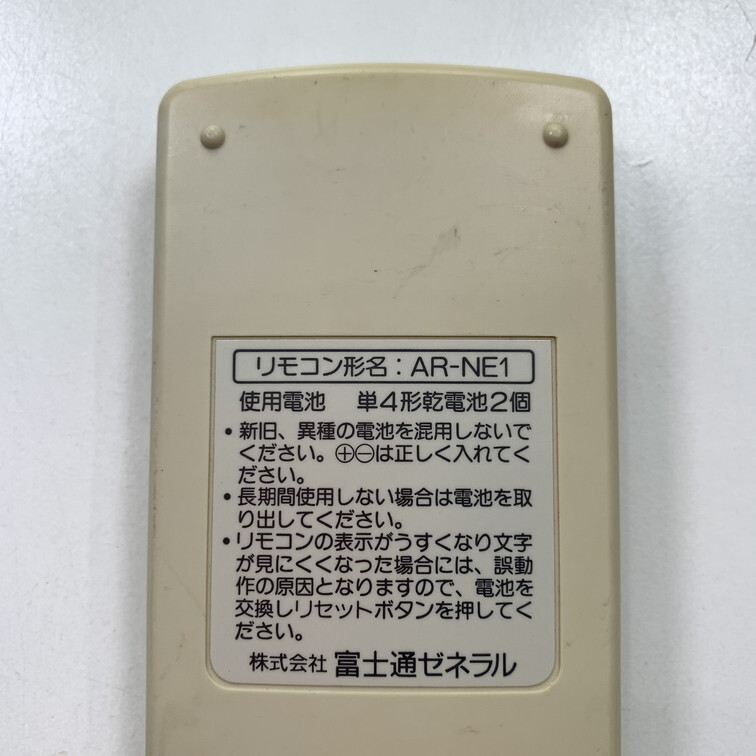 リモコン形名：AR-NE1
使用電池　単4形乾電池2個
・新旧、異種の電池を混用しないで
ください。⊕⊖は正しく入れてく
ださい。
・長期間使用しない場合は電池を取
り出してください。
・リモコンの表示がうすくなり文字
が見にくくなった場合には、誤動
作の原因となりますので、電池を
交換しリセットボタンを押してく
ださい。
株式会社 富士通ゼネラル